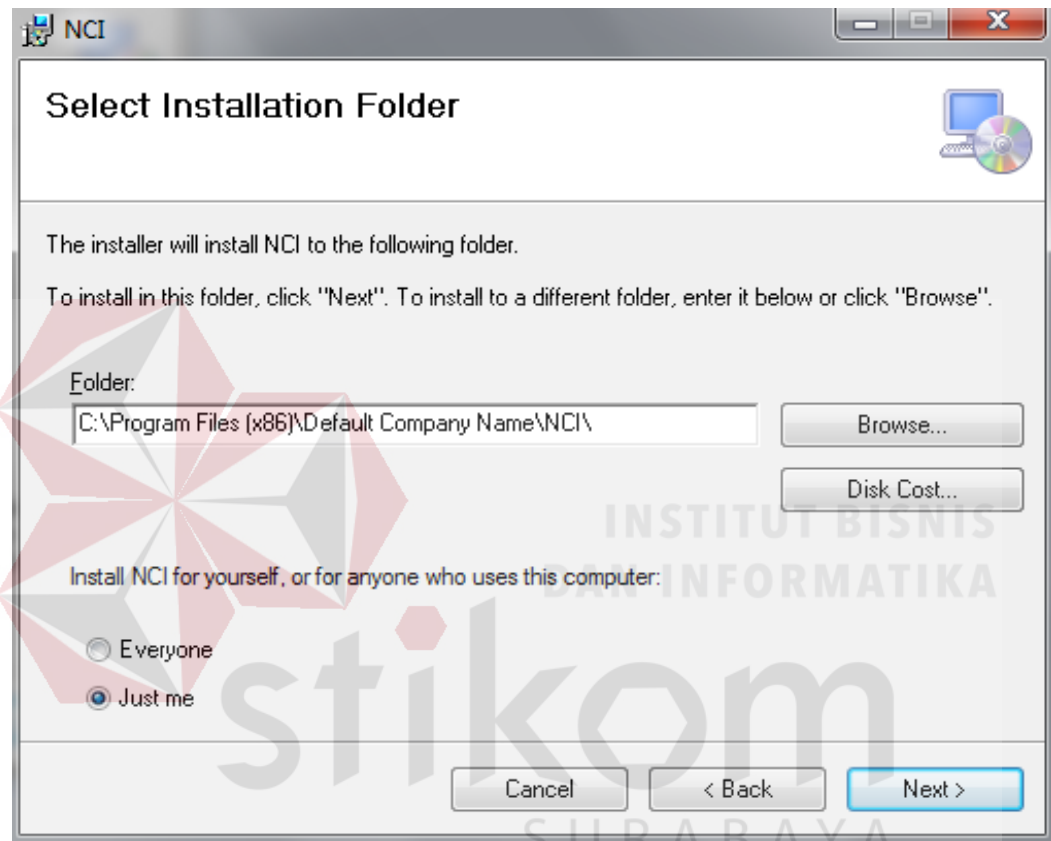 NCI
Select Installation Folder
The installer will install NCI to the following folder.
To install in this folder, click "Next". To install to a different folder, enter it below or click "Browse".
Folder:
C:\Program Files (x86)\Default Company Name\NCI\
Browse...
Disk Cost...
INSTITUT BISNIS
DAN INFORMATIKA
Install NCI for yourself, or for anyone who uses this computer:
Everyone
Just me
stikom
Cancel
< Back
Next >
SURABAYA